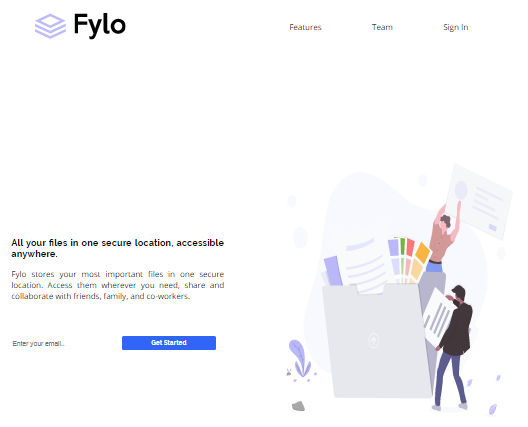 Fylo
Features Team Sign In
All your files in one secure location, accessible
anywhere.
Fylo stores your most important files in one secure
location. Access them wherever you need, share and
collaborate with friends, family, and co-workers.
Enter your email..
Get Started